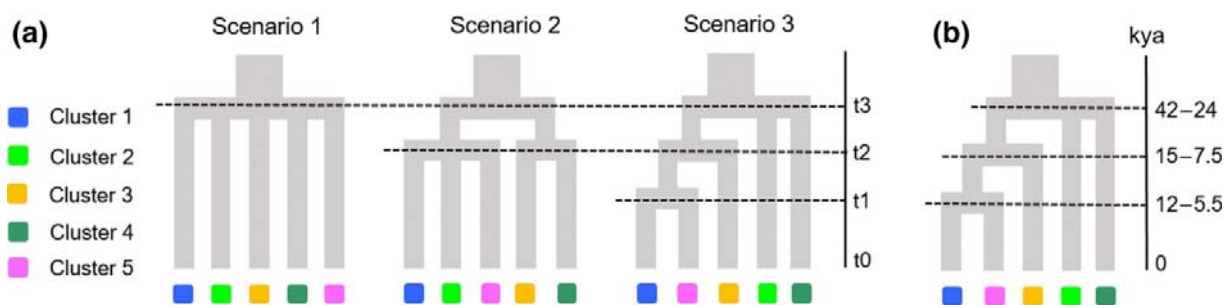 (a)
Scenario 1
Scenario 2
Scenario 3
Cluster 1
Cluster 2
Cluster 3
Cluster 4
Cluster 5
t3
t2
t1
t0
(b)
kya
42–24
15–7.5
12–5.5
0